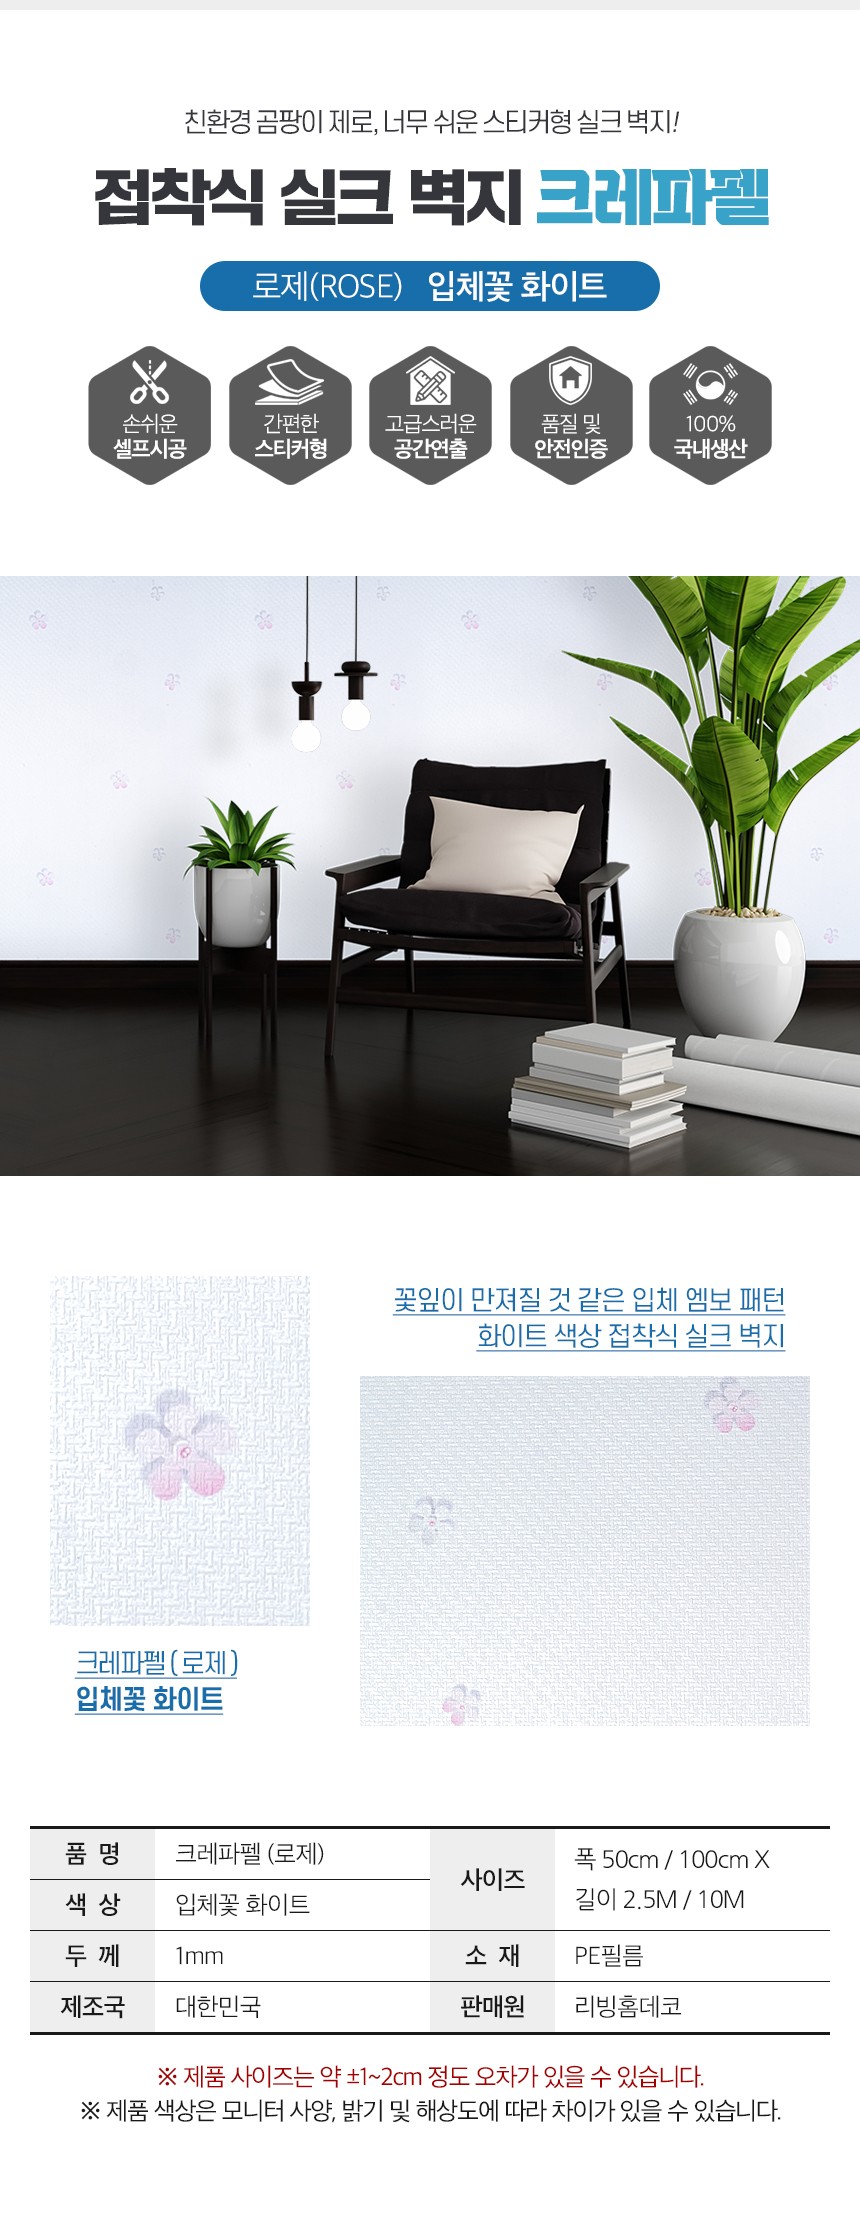 친환경 곰팡이 제로, 너무 쉬운 스티커형 실크 벽지!
접착식 실크 벽지 크레파펠
로제(ROSE) 입체꽃 화이트
손쉬운
셀프시공
간편한
스티커형
고급스러운
공간연출
품질 및
안전인증
100%
국내생산
꽃잎이 만져질 것 같은 입체 엠보 패턴
화이트 색상 접착식 실크 벽지
크레파펠 ( 로제 )
입체꽃 화이트
품 명 크레파펠 (로제)
색 상 입체꽃 화이트
사이즈 폭 50cm / 100cm X
길이 2.5M / 10M
두 께 1mm 소 재 PE필름
제조국 대한민국 판매원 리빙홈데코
※ 제품 사이즈는 약 ±1~2cm 정도 오차가 있을 수 있습니다.
※ 제품 색상은 모니터 사양, 밝기 및 해상도에 따라 차이가 있을 수 있습니다.